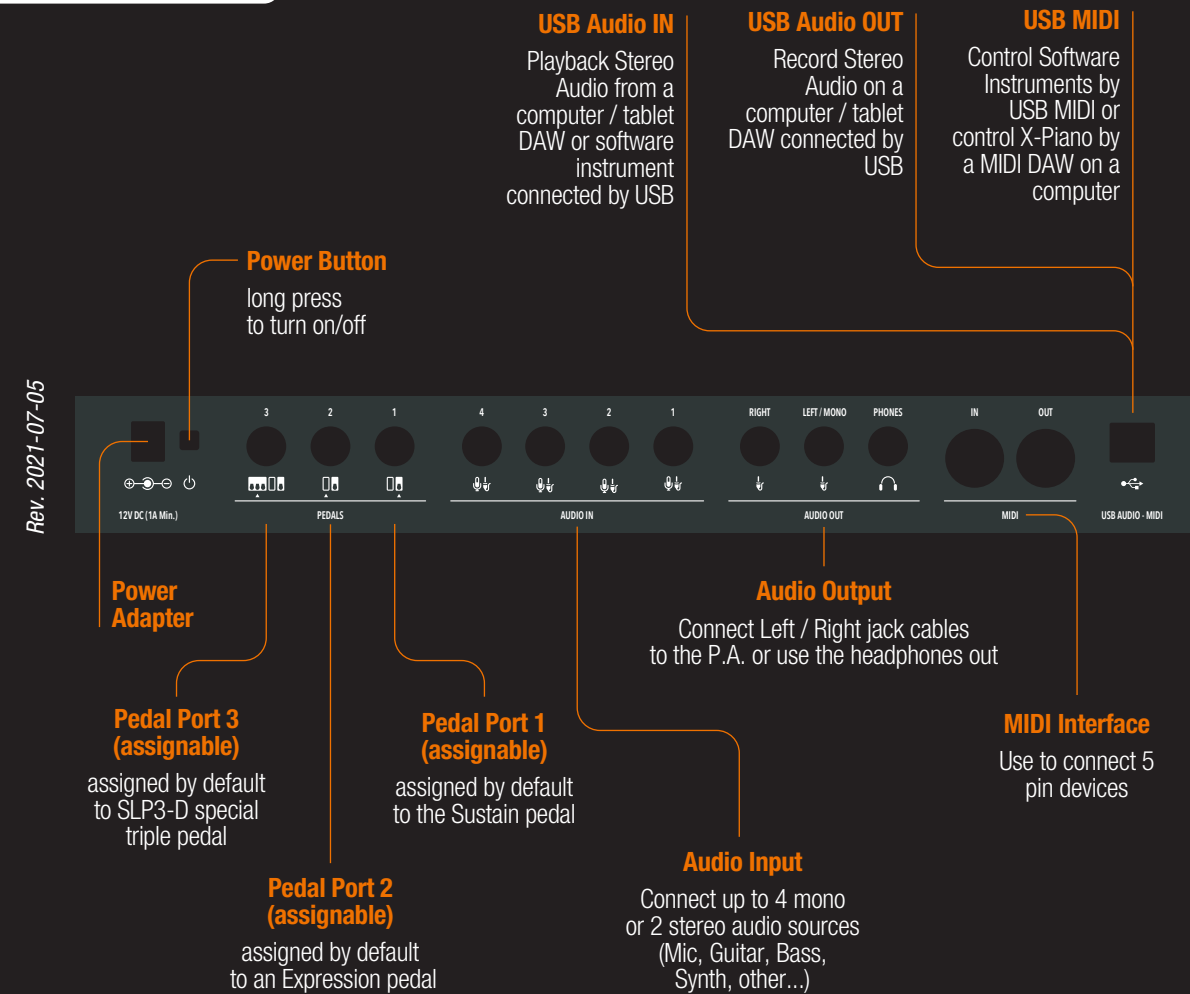 USB Audio IN
Playback Stereo
Audio from a
computer / tablet
DAW or software
instrument
connected by USB
USB Audio OUT
Record Stereo
Audio on a
computer / tablet
DAW connected by
USB
USB MIDI
Control Software
Instruments by
USB MIDI or
control X-Piano by
a MIDI DAW on a
computer
Power Button
long press
to turn on/off
Rev. 2021-07-05
3
2
1
4
3
2
1
RIGHT
LEFT / MONO
PHONES
IN
OUT
12V DC (1A Min.)
PEDALS
AUDIO IN
AUDIO OUT
MIDI
USB AUDIO - MIDI
Power
Adapter
Pedal Port 3
(assignable)
assigned by default
to SLP3-D special
triple pedal
Pedal Port 2
(assignable)
assigned by default
to an Expression pedal
Pedal Port 1
(assignable)
assigned by default
to the Sustain pedal
Audio Input
Connect up to 4 mono
or 2 stereo audio sources
(Mic, Guitar, Bass,
Synth, other...)
Audio Output
Connect Left / Right jack cables
to the P.A. or use the headphones out
MIDI Interface
Use to connect 5
pin devices